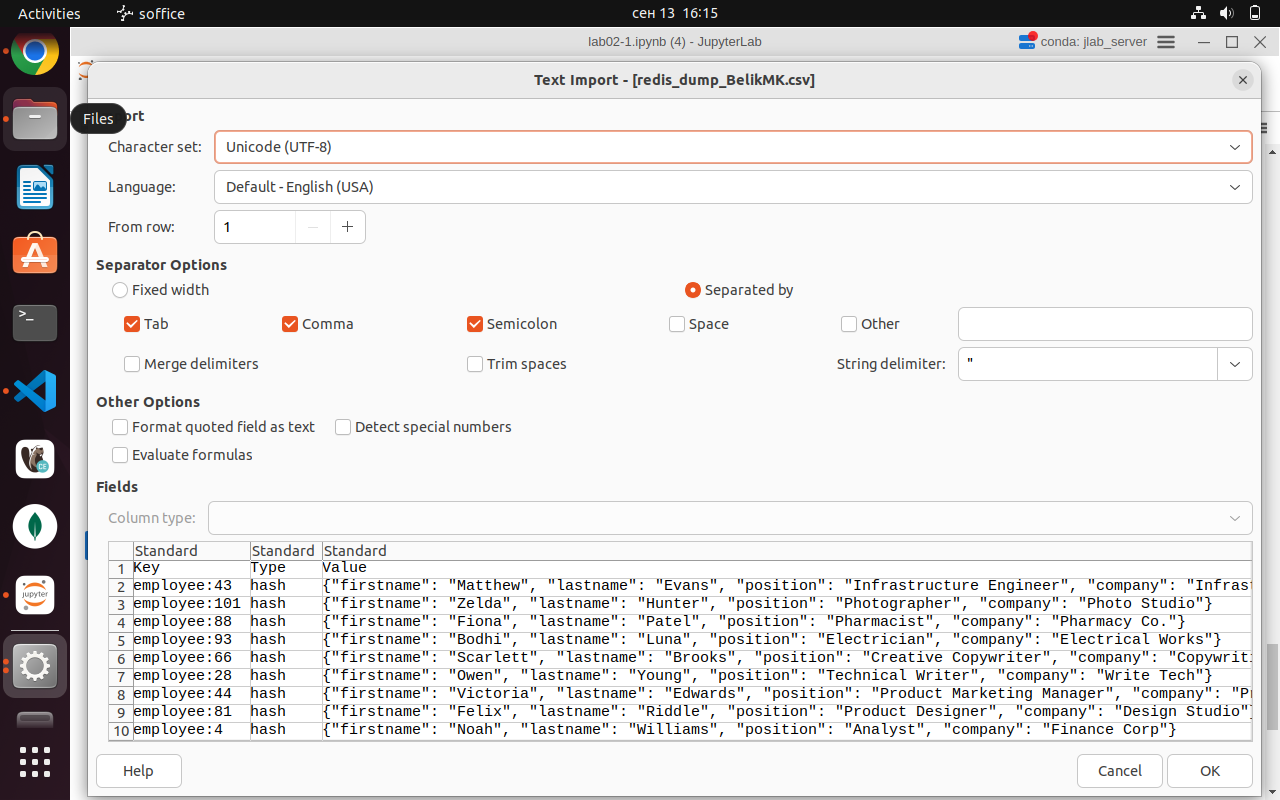 Activities soffice сен 13 16:15
lab02-1.ipynb (4) - JupyterLab conda: jlab_server
Text Import - [redis_dump_BelikMK.csv]
Files
Character set: Unicode (UTF-8)
Language: Default - English (USA)
From row: 1
Separator Options
Fixed width Separated by
Tab Comma Semicolon Space Other
Merge delimiters Trim spaces String delimiter: "
Other Options
Format quoted field as text Detect special numbers
Evaluate formulas
Fields
Column type:
Standard Standard Standard
1 Key Type Value
2 employee:43 hash {"firstname": "Matthew", "lastname": "Evans", "position": "Infrastructure Engineer", "company": "Infrast
3 employee:101 hash {"firstname": "Zelda", "lastname": "Hunter", "position": "Photographer", "company": "Photo Studio"}
4 employee:88 hash {"firstname": "Fiona", "lastname": "Patel", "position": "Pharmacist", "company": "Pharmacy Co."}
5 employee:93 hash {"firstname": "Bodhi", "lastname": "Luna", "position": "Electrician", "company": "Electrical Works"}
6 employee:66 hash {"firstname": "Scarlett", "lastname": "Brooks", "position": "Creative Copywriter", "company": "Copywriti
7 employee:28 hash {"firstname": "Owen", "lastname": "Young", "position": "Technical Writer", "company": "Write Tech"}
8 employee:44 hash {"firstname": "Victoria", "lastname": "Edwards", "position": "Product Marketing Manager", "company": "Pr
9 employee:81 hash {"firstname": "Felix", "lastname": "Riddle", "position": "Product Designer", "company": "Design Studio"}
10 employee:4 hash {"firstname": "Noah", "lastname": "Williams", "position": "Analyst", "company": "Finance Corp"}
Help Cancel OK